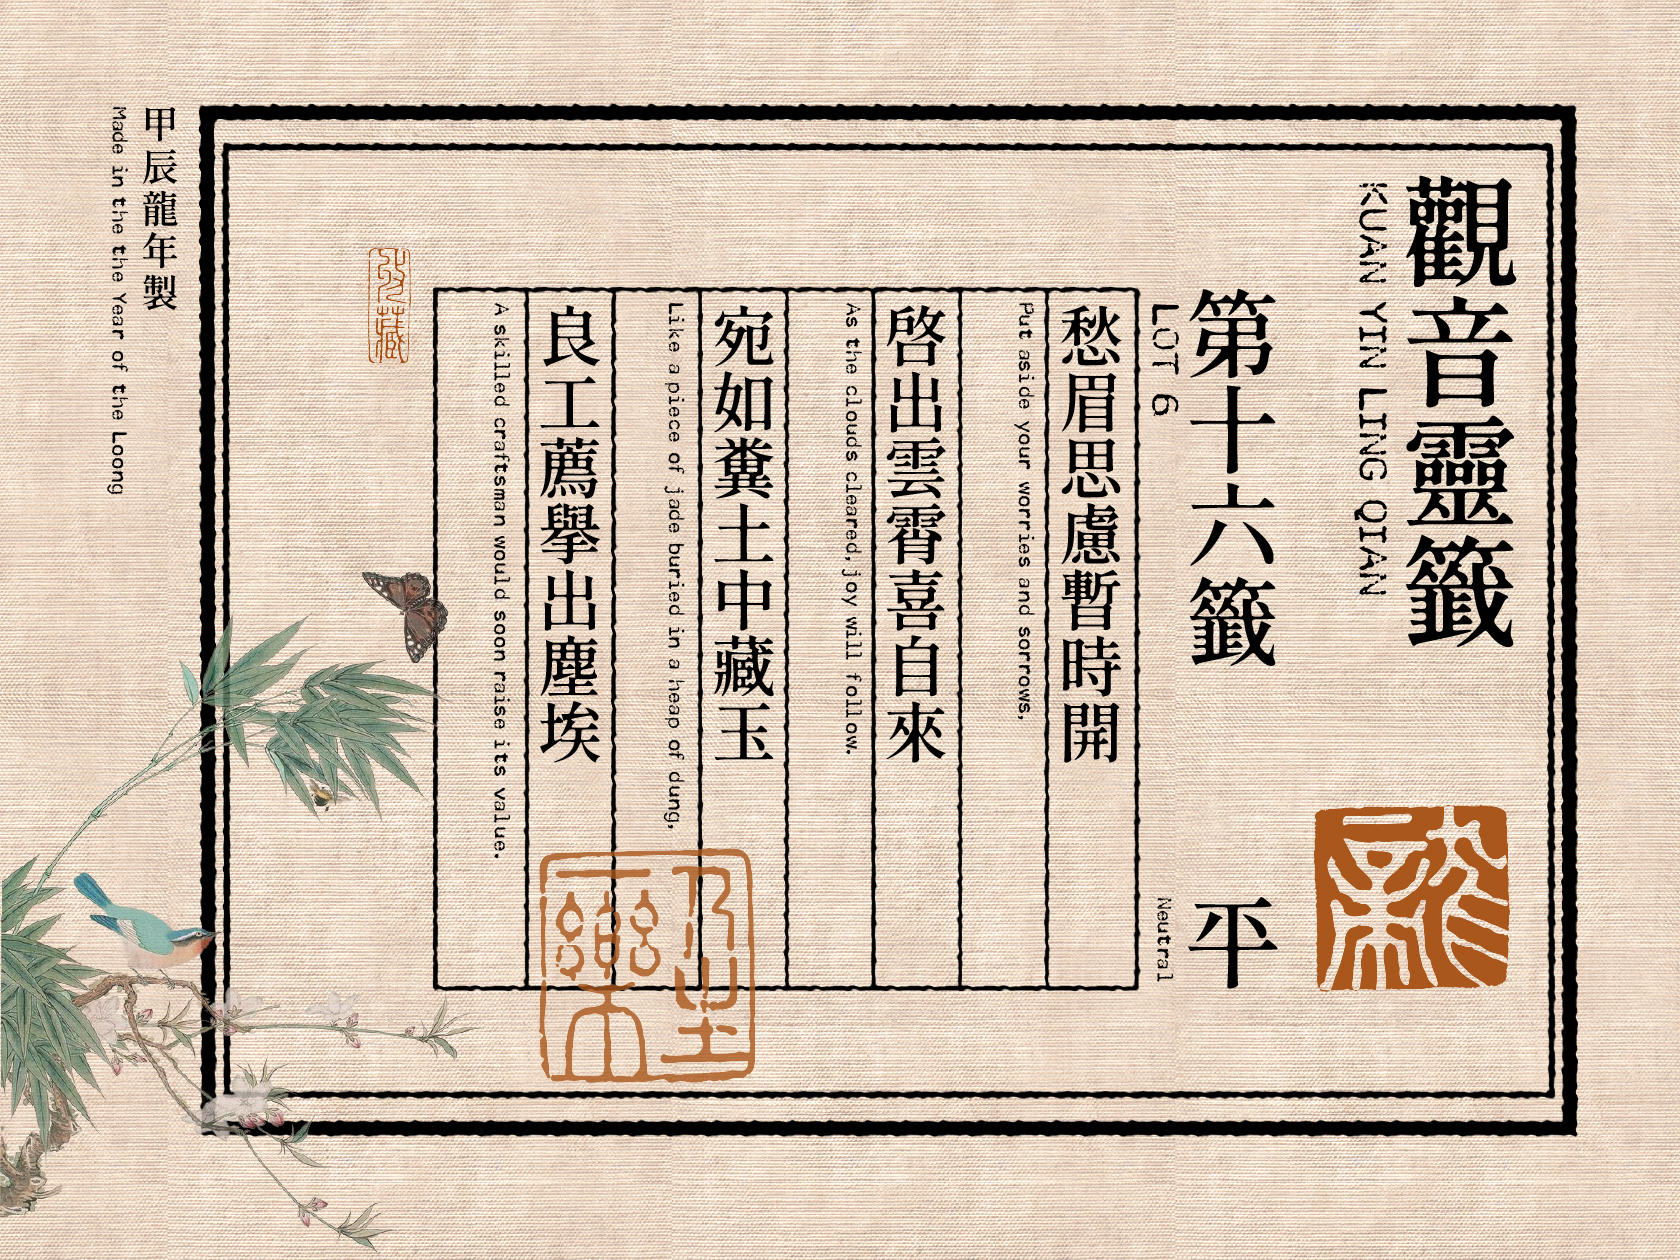 觀音靈籤
KUAN YIN LING QIAN
第十六籤
平
LOT 6
Neutral
愁眉思慮暫時開
Put aside your worries and sorrows,
啓出雲霄喜自來
As the clouds cleared, joy will follow.
宛如糞土中藏玉
Like a piece of jade buried in a heap of dung,
良工薦擧出塵埃
A skilled craftsman would soon raise its value.
甲辰龍年製
Made in the the Year of the Loong